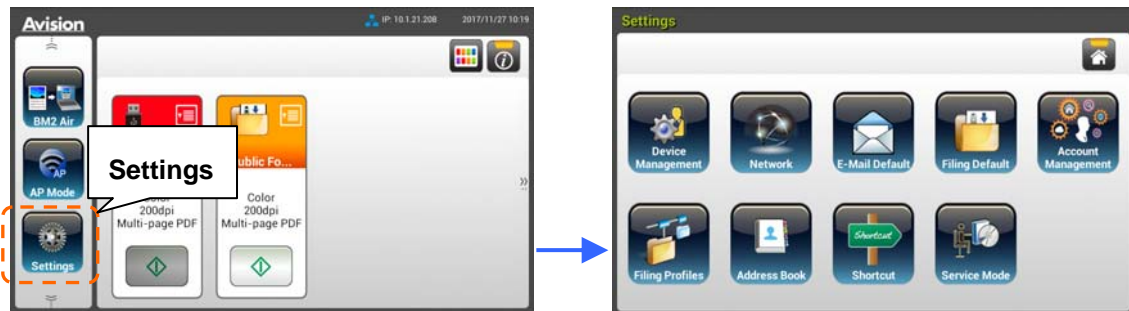 Avision
IP: 10.1.21.208 2017/11/27 10:19
BM2 Air
AP
AP Mode
Settings
Settings
ublic Fo...
Color
200dpi
Multi-page PDF
Color
200dpi
Multi-page PDF
Settings
Device
Management
Network
E-Mail Default
Filing Default
Account
Management
Filing Profiles
Address Book
Shortcut
Shortcut
Service Mode